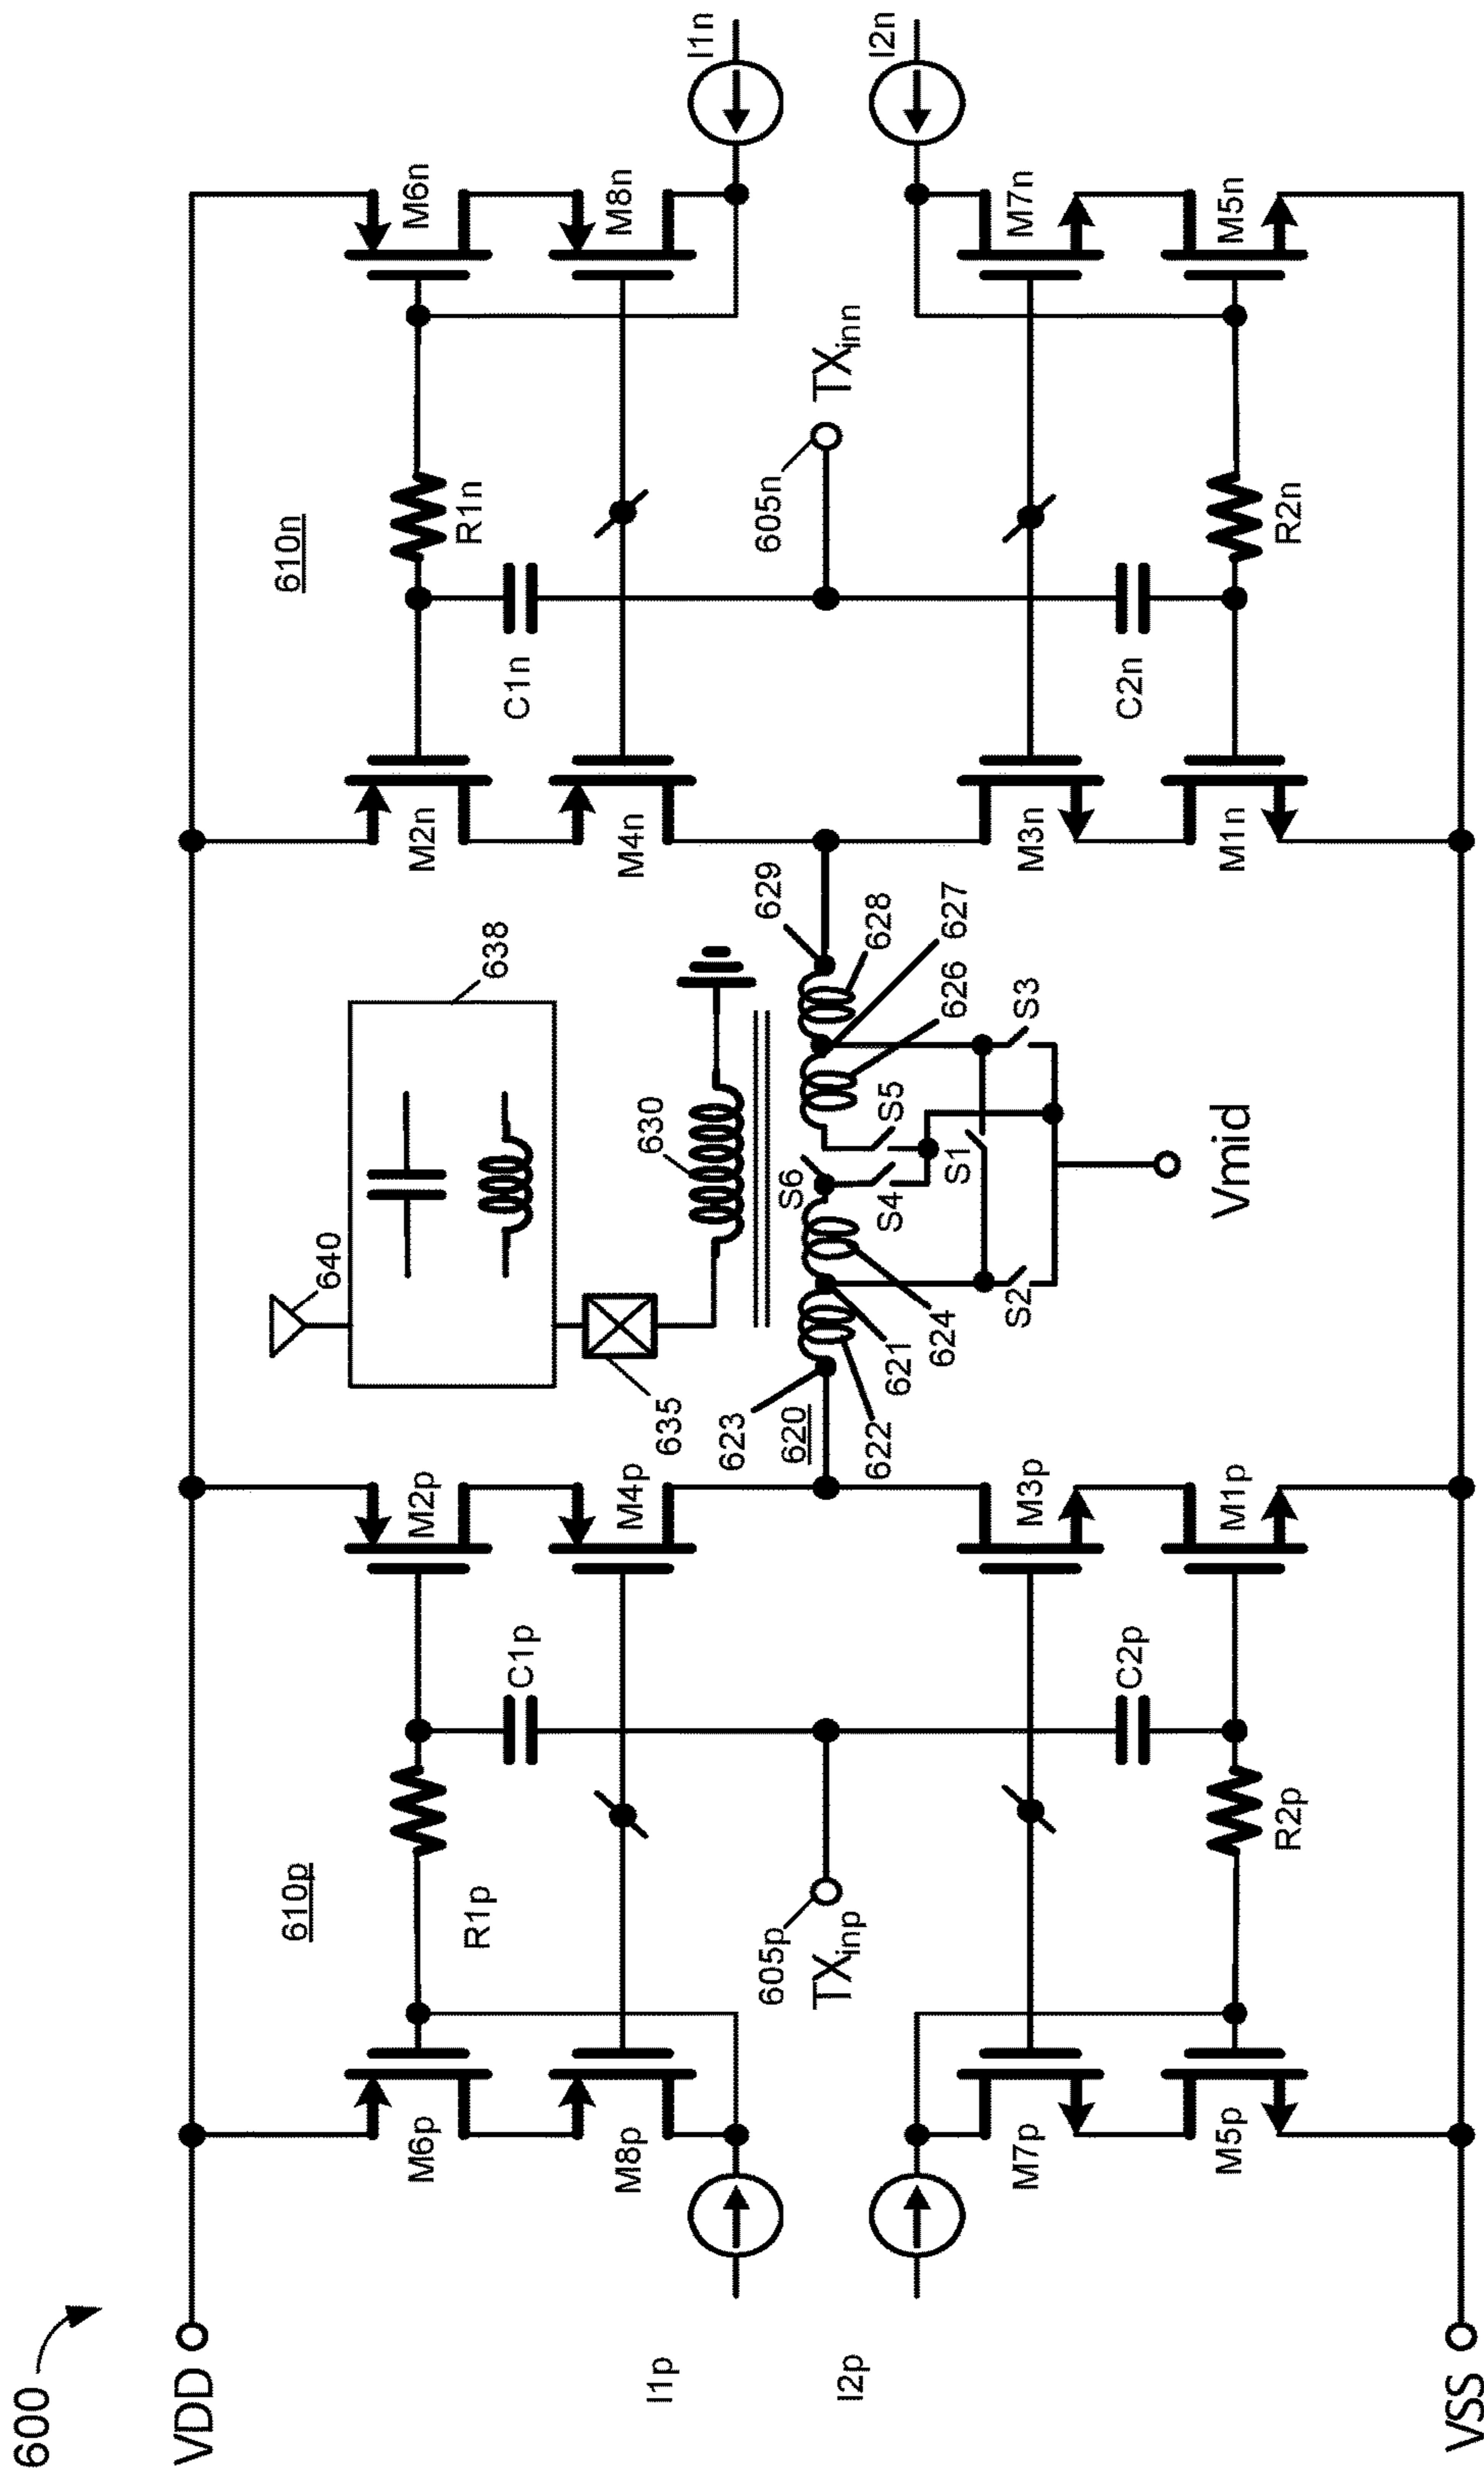 600
VDD
VSS
610p
M6p
M8p
I1p
I2p
M7p
M5p
R1p
R2p
C1p
C2p
605p
TXinp
M2p
M4p
M3p
M1p
640
638
635
630
623
620
622
621
624
S6
S4
S5
S1
S2
S3
Vmid
629
628
627
626
610n
M2n
M4n
M3n
M1n
C1n
C2n
R1n
R2n
605n
TXinn
M6n
M8n
M7n
M5n
I1n
I2n